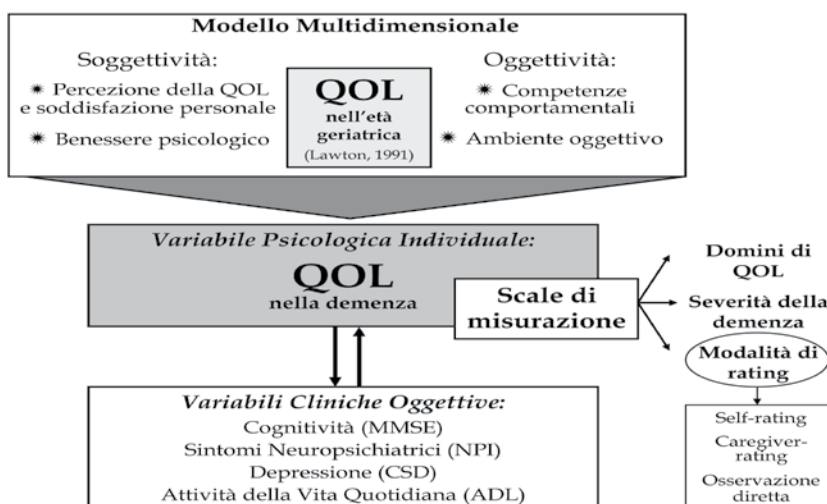 Modello Multidimensionale
Soggettività:
✷ Percezione della QOL
e soddisfazione personale
✷ Benessere psicologico
QOL
nell'età
geriatrica
(Lawton, 1991)
Oggettività:
✷ Competenze
comportamentali
✷ Ambiente oggettivo
Variabile Psicologica Individuale:
QOL
nella demenza
Scale di
misurazione
Domini di
QOL
Severità della
demenza
Modalità di
rating
Self-rating
Caregiver-
rating
Osservazione
diretta
Variabili Cliniche Oggettive:
Cognitività (MMSE)
Sintomi Neuropsichiatrici (NPI)
Depressione (CSD)
Attività della Vita Quotidiana (ADL)